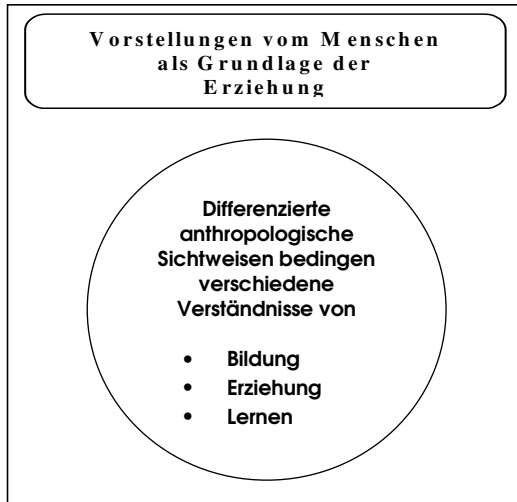 Vorstellungen vom Menschen
als Grundlage der
Erziehung
Differenzierte
anthropologische
Sichtweisen bedingen
verschiedene
Verständnisse von
• Bildung
• Erziehung
• Lernen